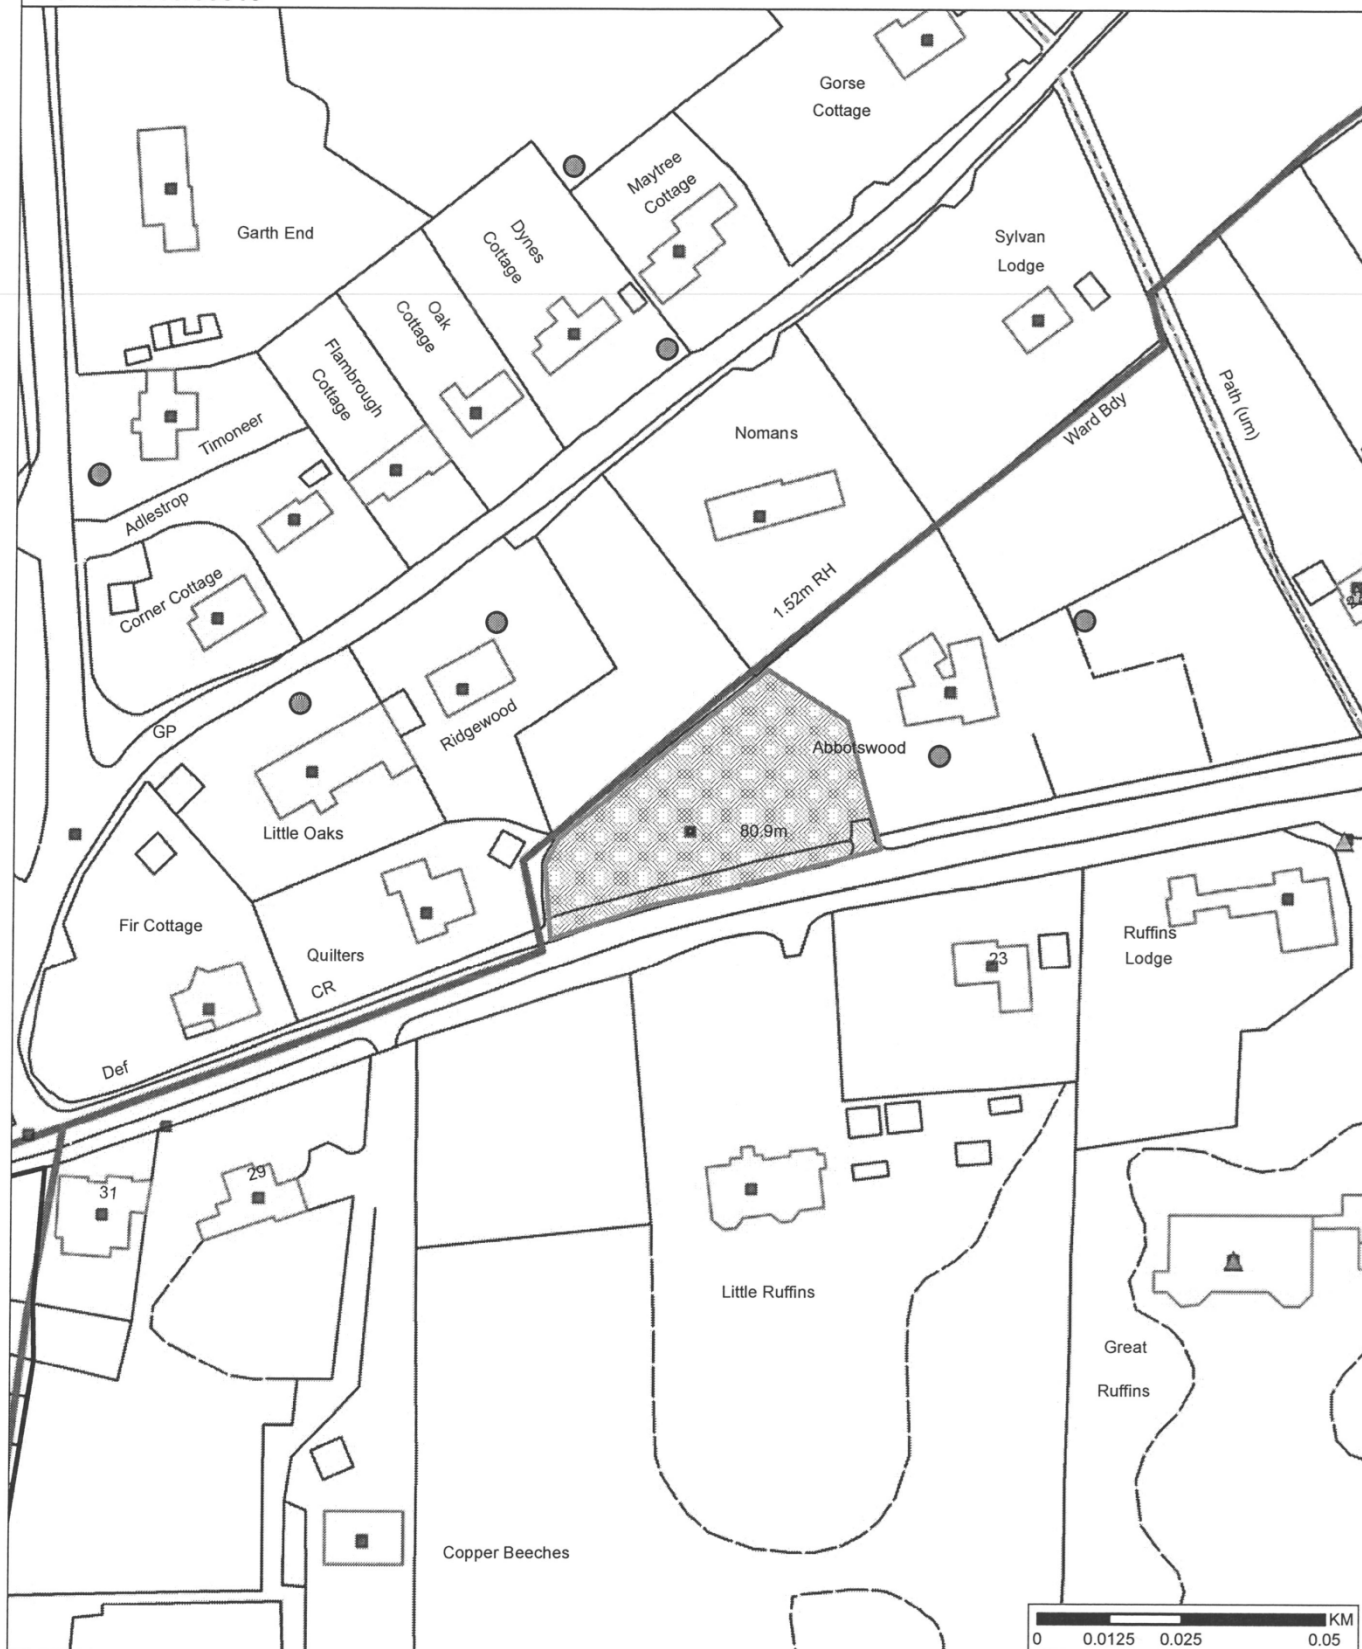 Gorse
Cottage
Maytree
Cottage
Garth End
Dynes
Cottage
Sylvan
Lodge
Oak
Cottage
Flambrough
Cottage
Path (um)
Ward Bdy
Timoneer
Nomans
Adlestrop
1.52m RH
Corner Cottage
GP
Ridgewood
Abbotswood
Little Oaks
80.9m
Fir Cottage
Quilters
CR
23
Ruffins
Lodge
Def
31
29
Little Ruffins
Great
Ruffins
Copper Beeches
KM
0 0.0125 0.025 0.05